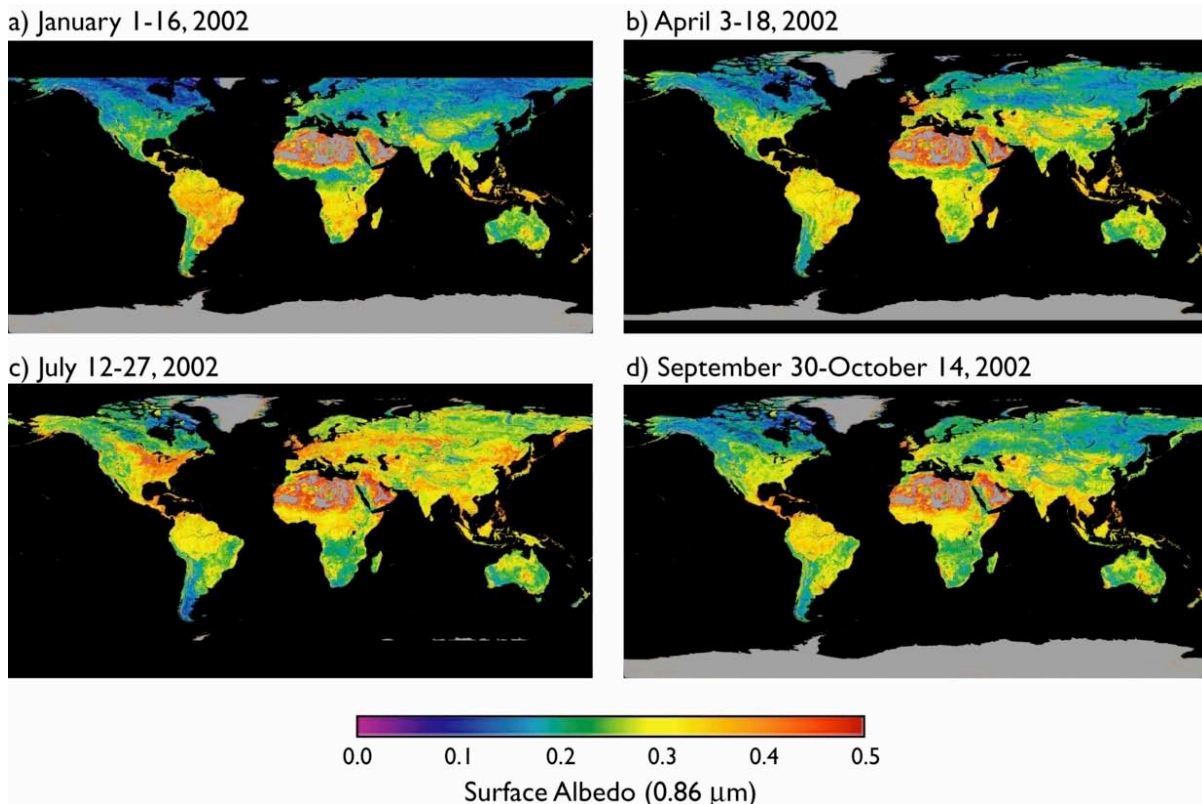 a) January 1-16, 2002
b) April 3-18, 2002
c) July 12-27, 2002
d) September 30-October 14, 2002
0.0 0.1 0.2 0.3 0.4 0.5
Surface Albedo (0.86 μm)